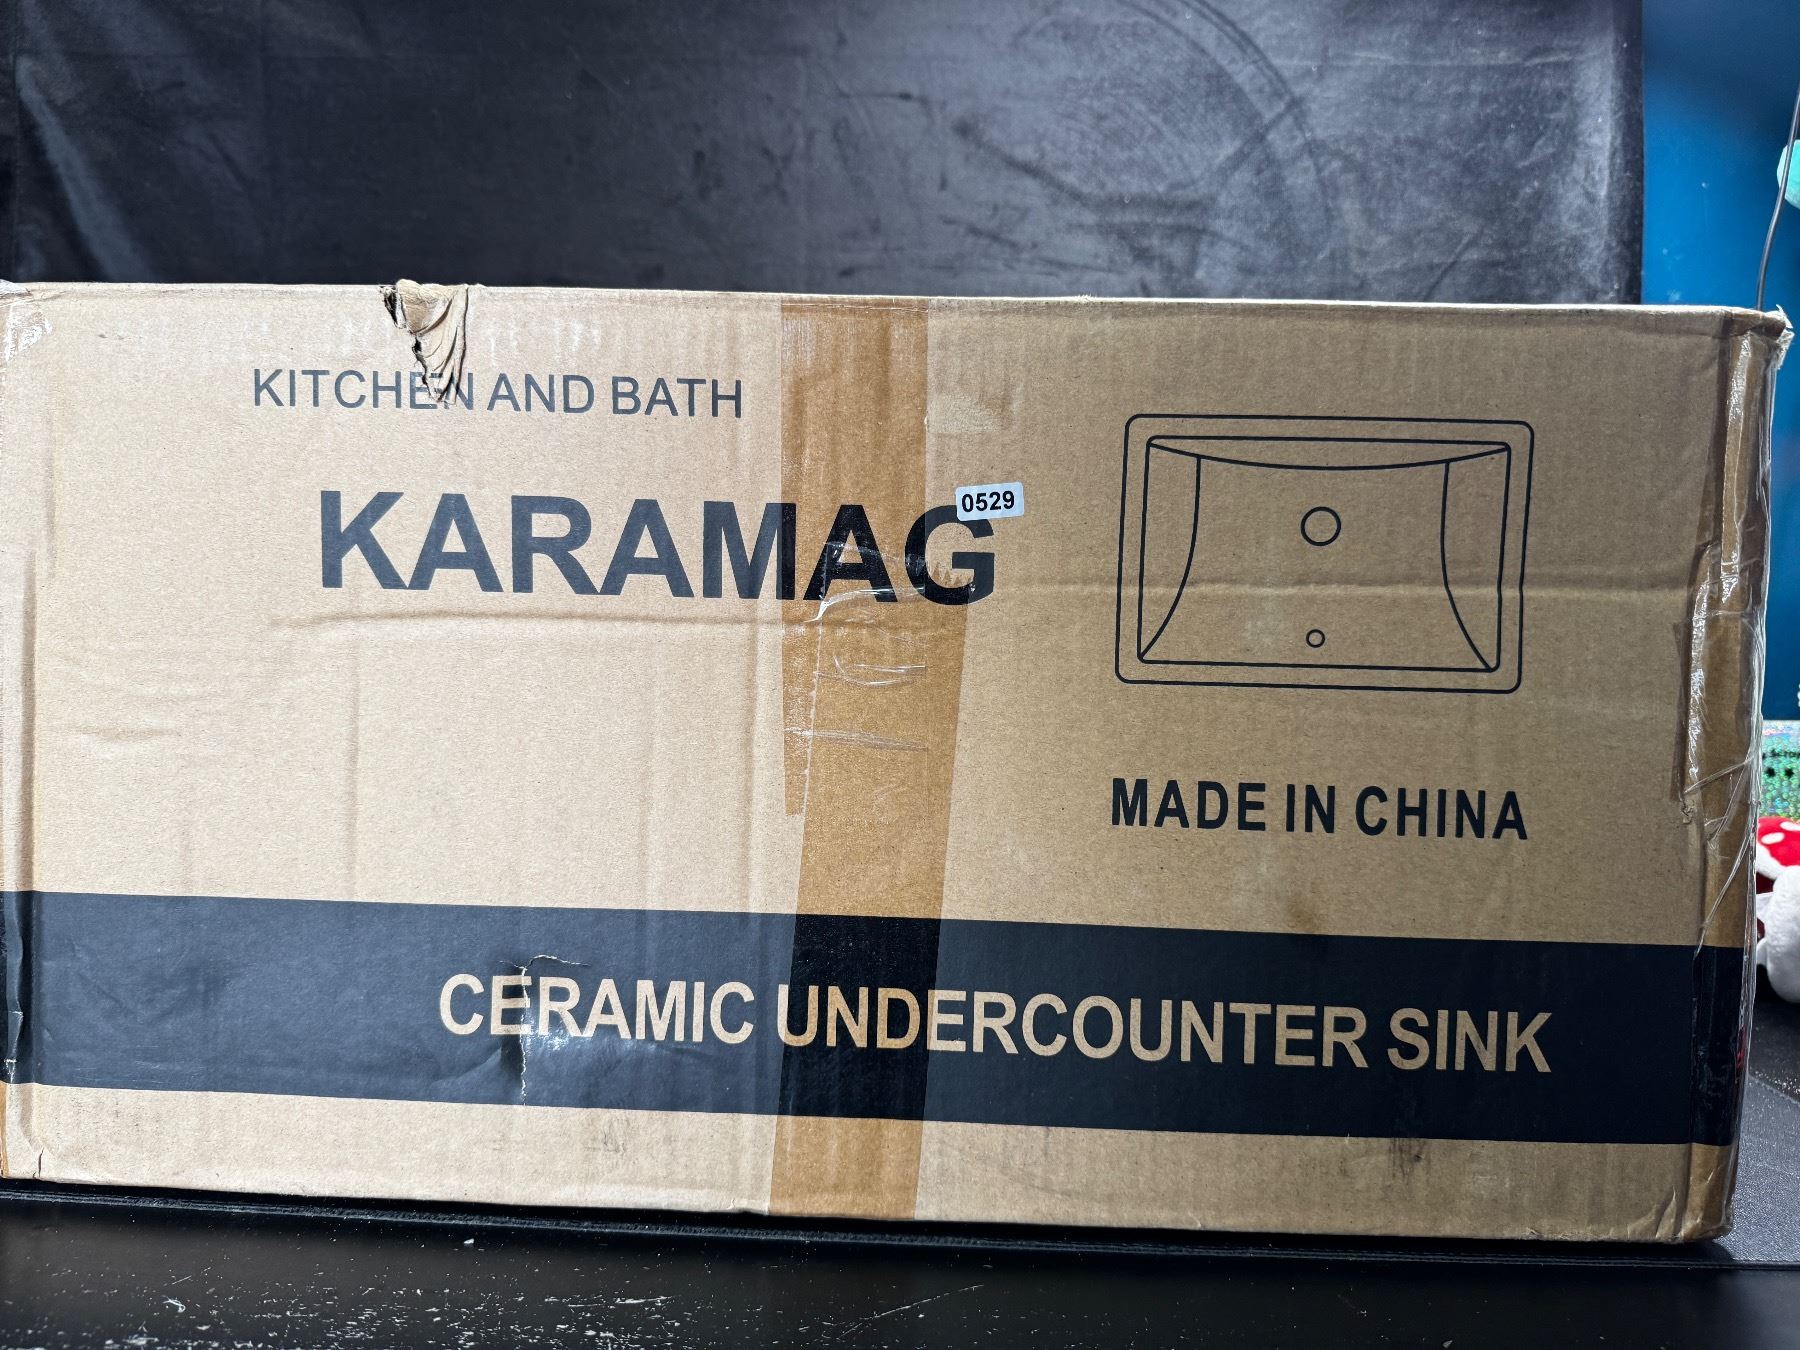 KITCHEN AND BATH
KARAMAG
0529
MADE IN CHINA
CERAMIC UNDERCOUNTER SINK